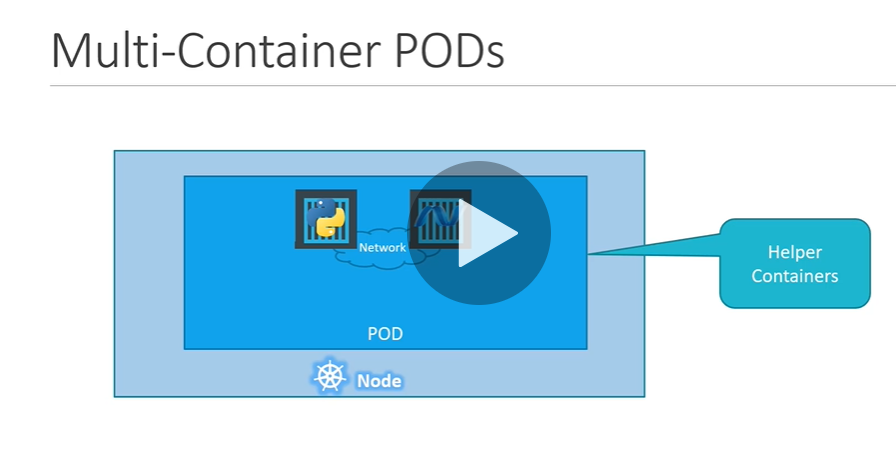 Multi-Container PODs
Network
Helper
Containers
POD
Node